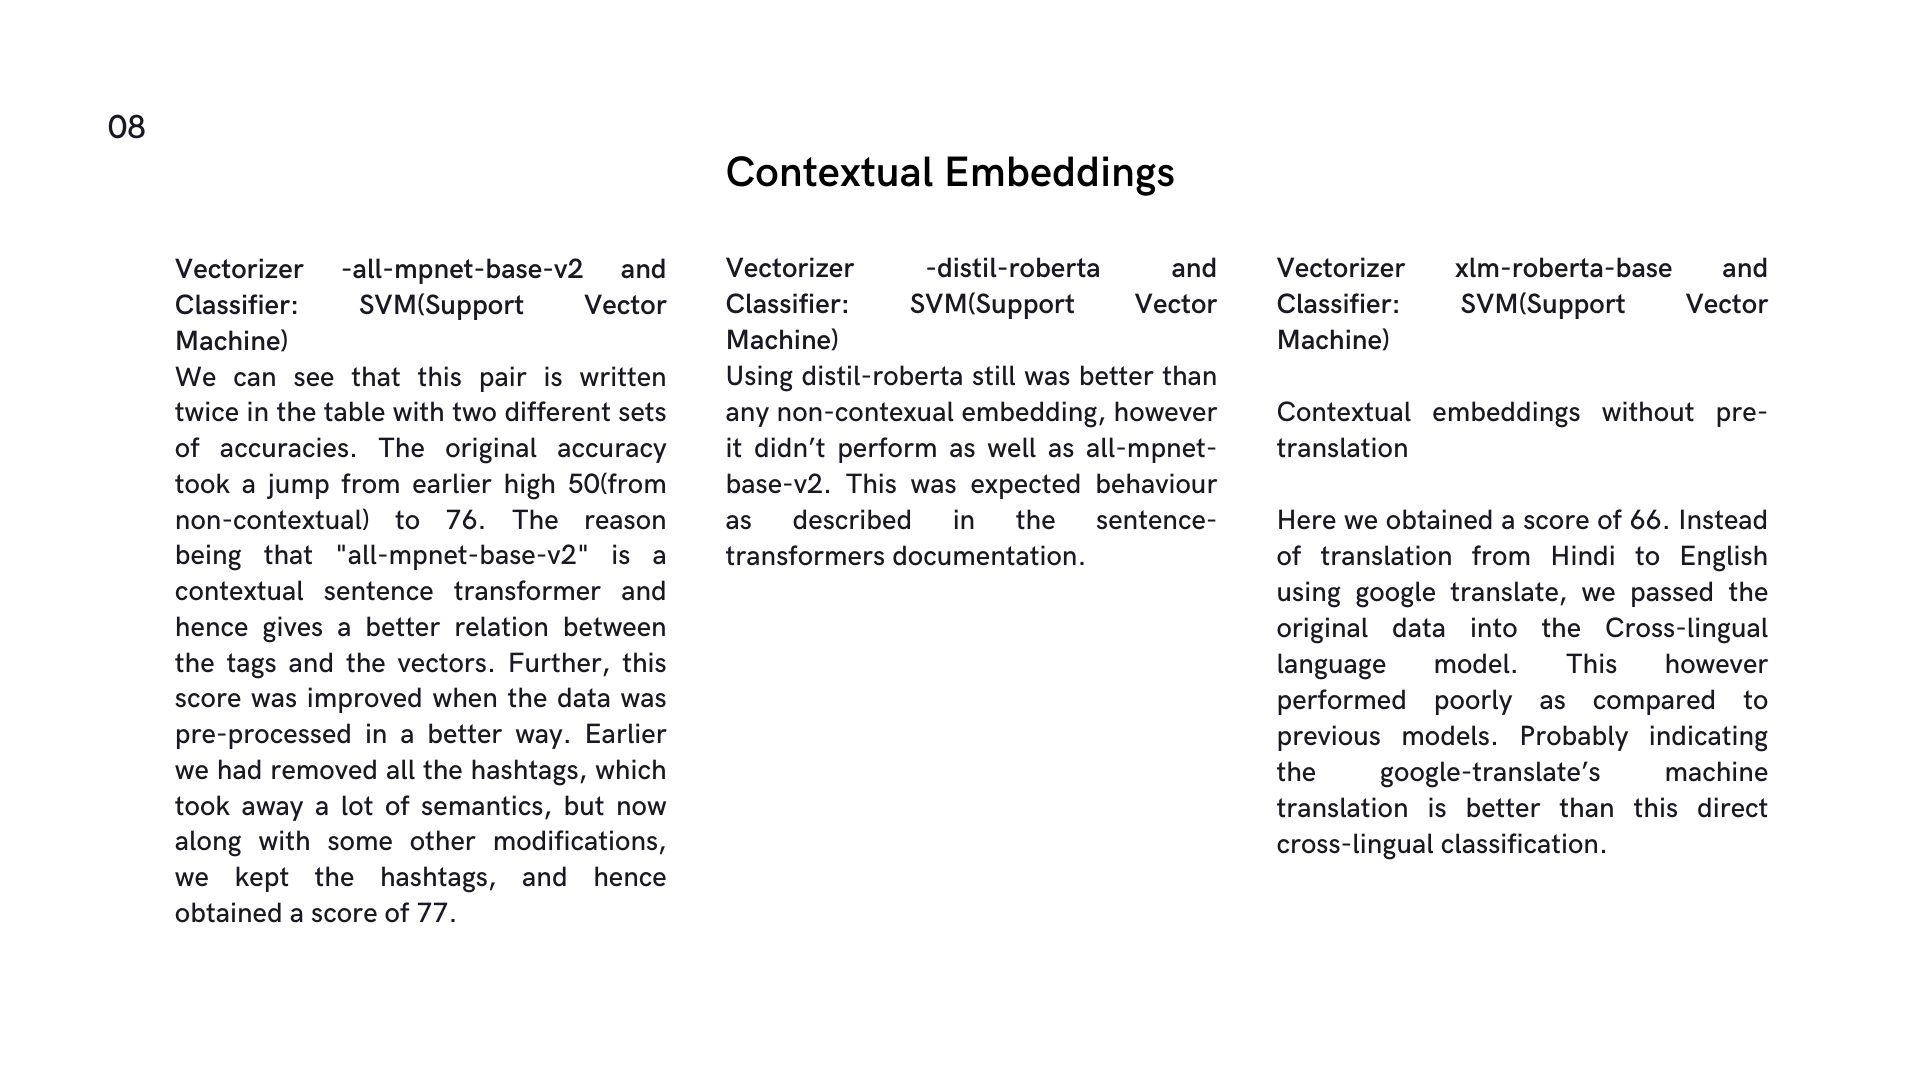 08
Contextual Embeddings
Vectorizer -all-mpnet-base-v2 and
Classifier: SVM(Support Vector
Machine)
We can see that this pair is written
twice in the table with two different sets
of accuracies. The original accuracy
took a jump from earlier high 50(from
non-contextual) to 76. The reason
being that "all-mpnet-base-v2" is a
contextual sentence transformer and
hence gives a better relation between
the tags and the vectors. Further, this
score was improved when the data was
pre-processed in a better way. Earlier
we had removed all the hashtags, which
took away a lot of semantics, but now
along with some other modifications,
we kept the hashtags, and hence
obtained a score of 77.
Vectorizer -distil-roberta and
Classifier: SVM(Support Vector
Machine)
Using distil-roberta still was better than
any non-contexual embedding, however
it didn’t perform as well as all-mpnet-
base-v2. This was expected behaviour
as described in the sentence-
transformers documentation.
Vectorizer xlm-roberta-base and
Classifier: SVM(Support Vector
Machine)
Contextual embeddings without pre-
translation
Here we obtained a score of 66. Instead
of translation from Hindi to English
using google translate, we passed the
original data into the Cross-lingual
language model. This however
performed poorly as compared to
previous models. Probably indicating
the google-translate’s machine
translation is better than this direct
cross-lingual classification.